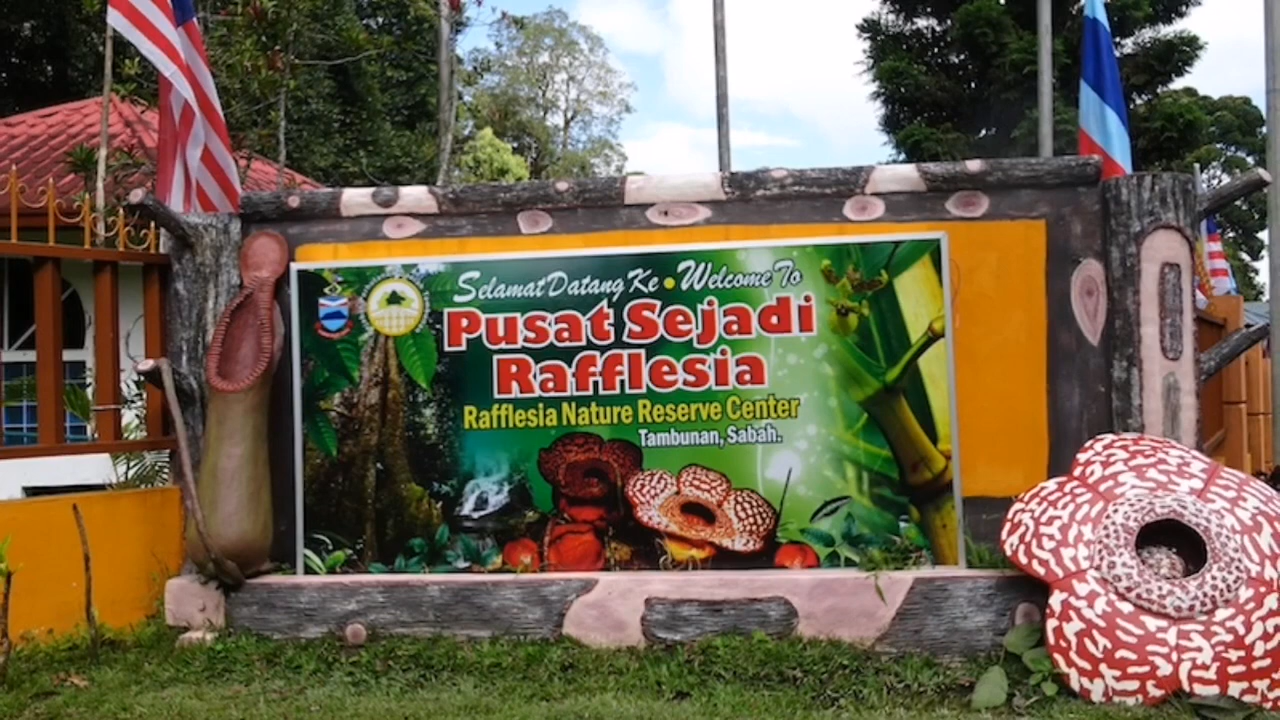 Selamat Datang Ke • Welcome To
Pusat Sejadi
Rafflesia
Rafflesia Nature Reserve Center
Tambunan, Sabah.